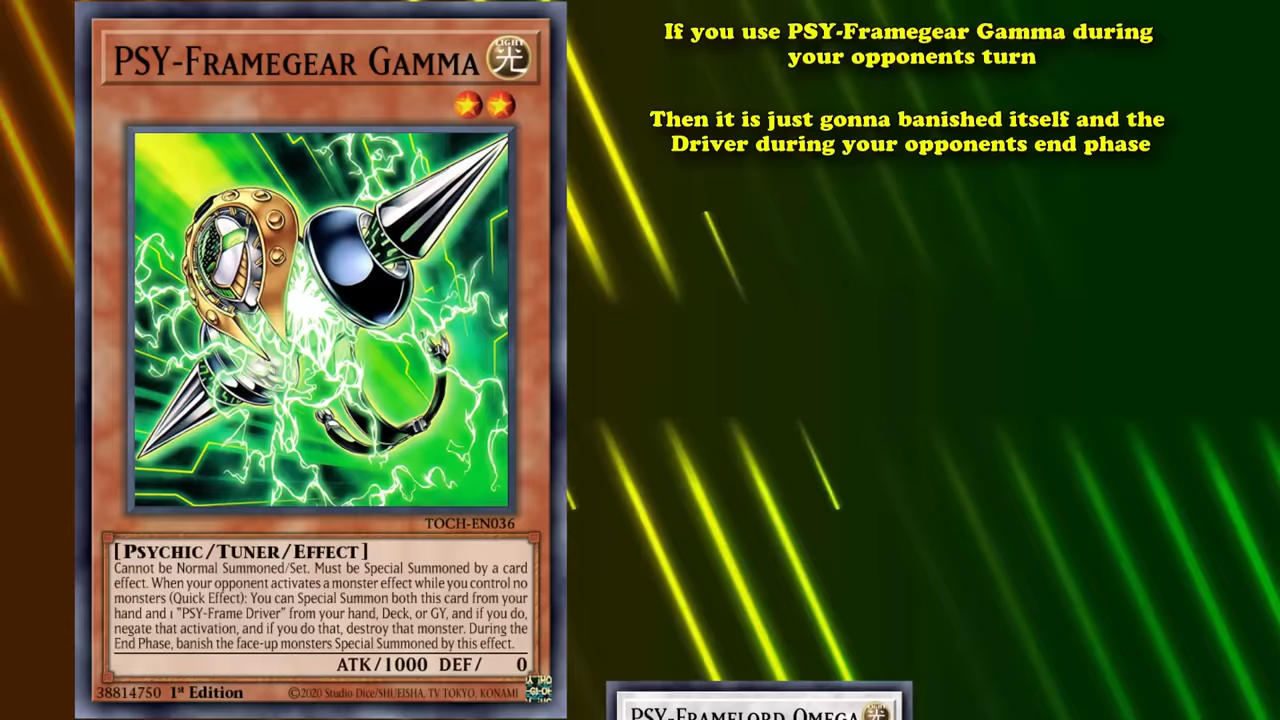 PSY-Framegear Gamma
LIGHT
光
TOCH-EN036
[Psychic/Tuner/Effect]
Cannot be Normal Summoned/Set. Must be Special Summoned by a card
effect. When your opponent activates a monster effect while you control no
monsters (Quick Effect): You can Special Summon both this card from your
hand and 1 "PSY-Frame Driver" from your hand, Deck, or GY, and if you do,
negate that activation, and if you do that, destroy that monster. During the
End Phase, banish the face-up monsters Special Summoned by this effect.
ATK/1000 DEF/ 0
38814750 1st Edition ©2020 Studio Dice/SHUEISHA, TV TOKYO, KONAMI
If you use PSY-Framegear Gamma during
your opponents turn
Then it is just gonna banished itself and the
Driver during your opponents end phase
PSY-Framelord Omega
LIGHT
光